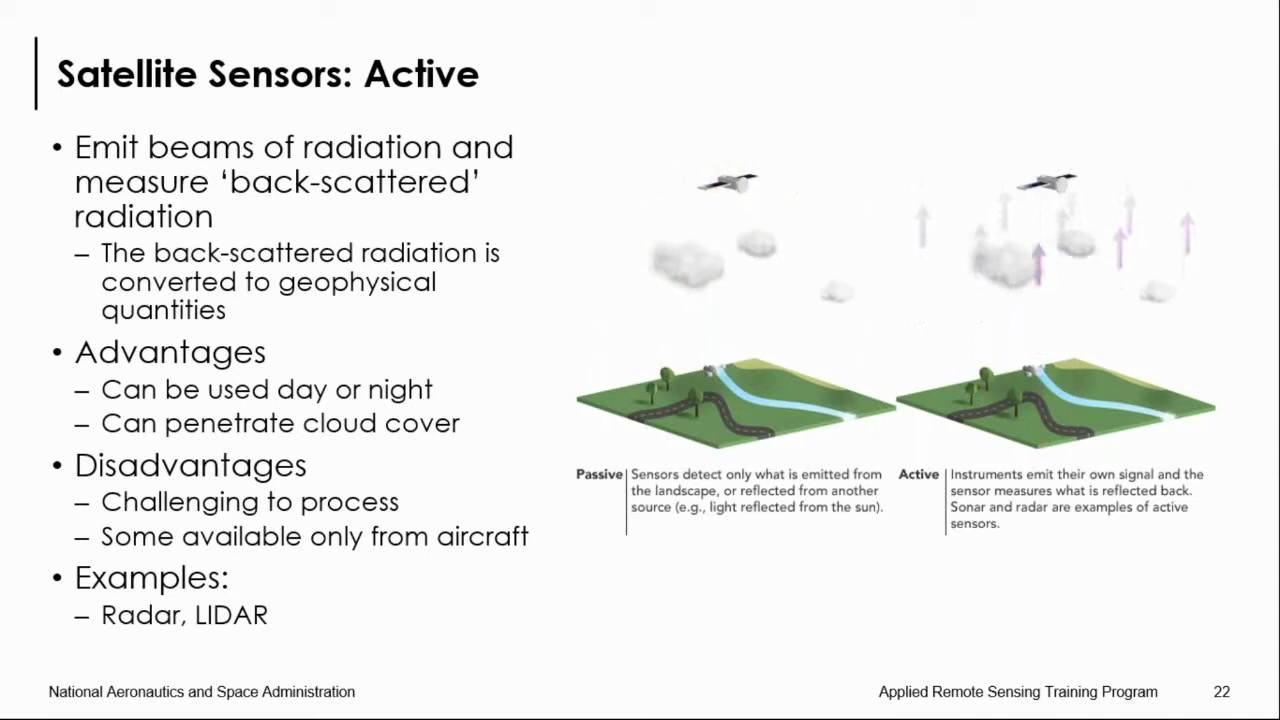 Satellite Sensors: Active
• Emit beams of radiation and
measure ‘back-scattered’
radiation
– The back-scattered radiation is
converted to geophysical
quantities
• Advantages
– Can be used day or night
– Can penetrate cloud cover
• Disadvantages
– Challenging to process
– Some available only from aircraft
• Examples:
– Radar, LIDAR
Passive
Sensors detect only what is emitted from
the landscape, or reflected from another
source (e.g., light reflected from the sun).
Active
Instruments emit their own signal and the
sensor measures what is reflected back.
Sonar and radar are examples of active
sensors.
National Aeronautics and Space Administration
Applied Remote Sensing Training Program
22